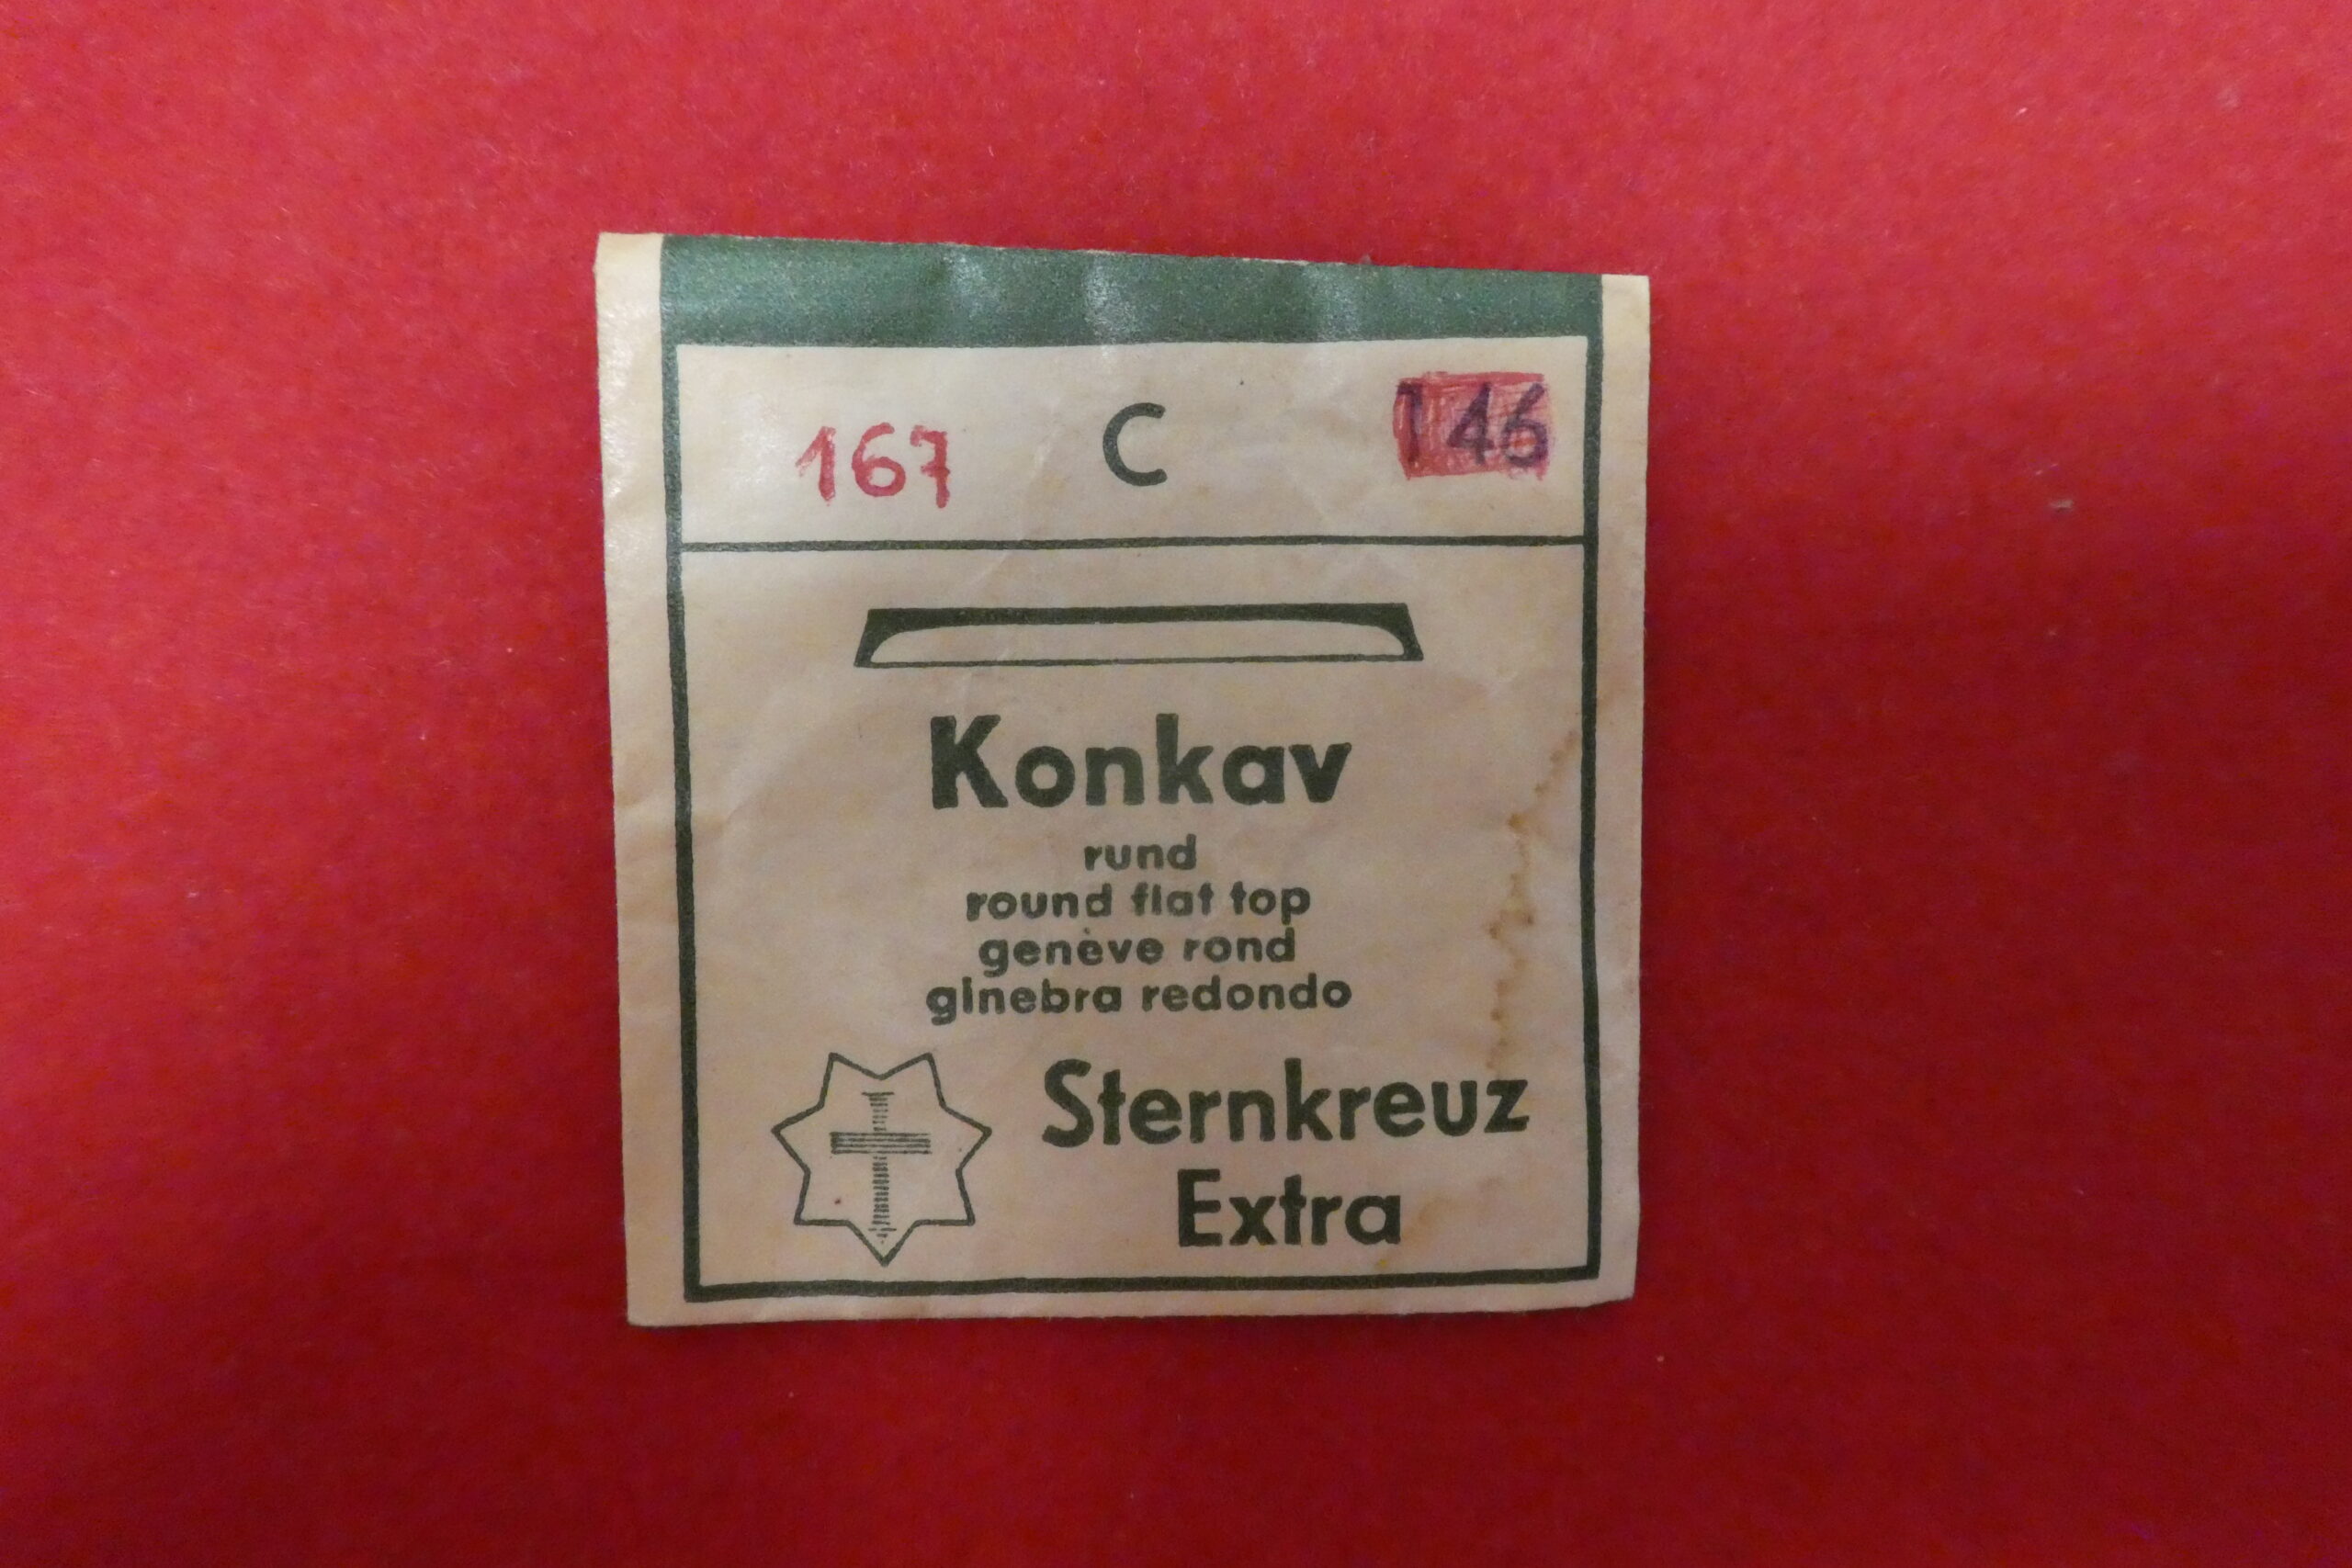 167 C 146
Konkav
rund
round flat top
genève rond
ginebra redondo
Sternkreuz
Extra